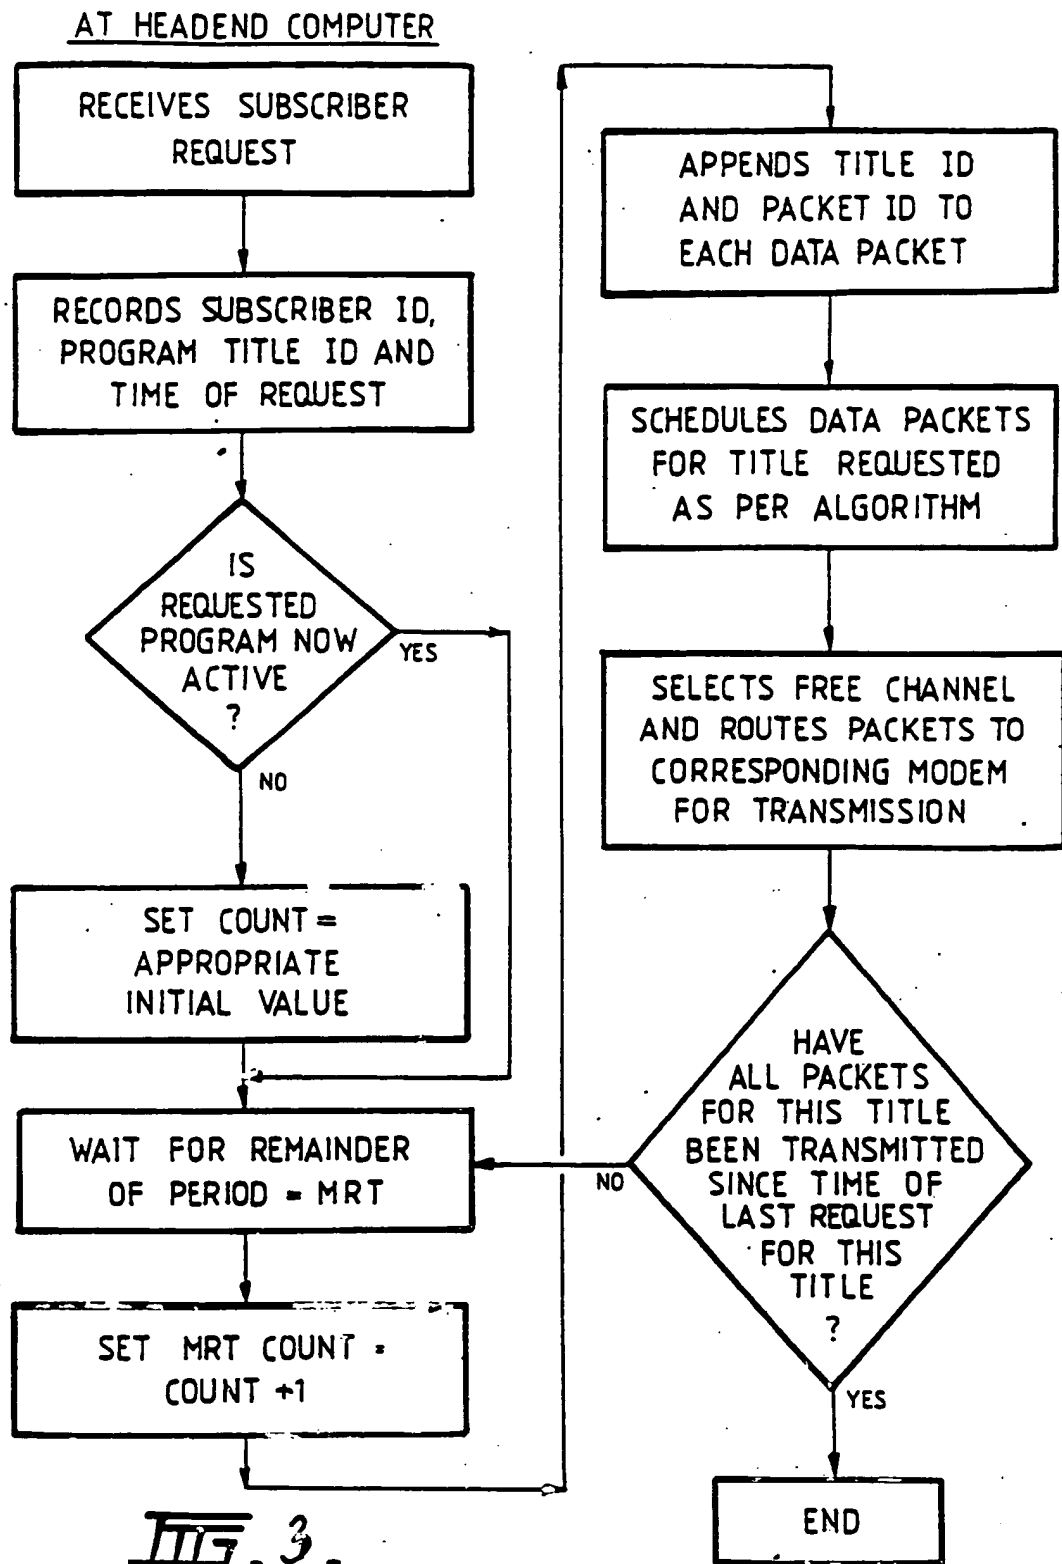 AT HEADEND COMPUTER
RECEIVES SUBSCRIBER
REQUEST
RECORDS SUBSCRIBER ID,
PROGRAM TITLE ID AND
TIME OF REQUEST
IS
REQUESTED
PROGRAM NOW
ACTIVE
?
YES
NO
SET COUNT =
APPROPRIATE
INITIAL VALUE
WAIT FOR REMAINDER
OF PERIOD = MRT
SET MRT COUNT =
COUNT +1
APPENDS TITLE ID
AND PACKET ID TO
EACH DATA PACKET
SCHEDULES DATA PACKETS
FOR TITLE REQUESTED
AS PER ALGORITHM
SELECTS FREE CHANNEL
AND ROUTES PACKETS TO
CORRESPONDING MODEM
FOR TRANSMISSION
HAVE
ALL PACKETS
FOR THIS TITLE
BEEN TRANSMITTED
SINCE TIME OF
LAST REQUEST
FOR THIS
TITLE
?
NO
YES
END
FIG. 3.